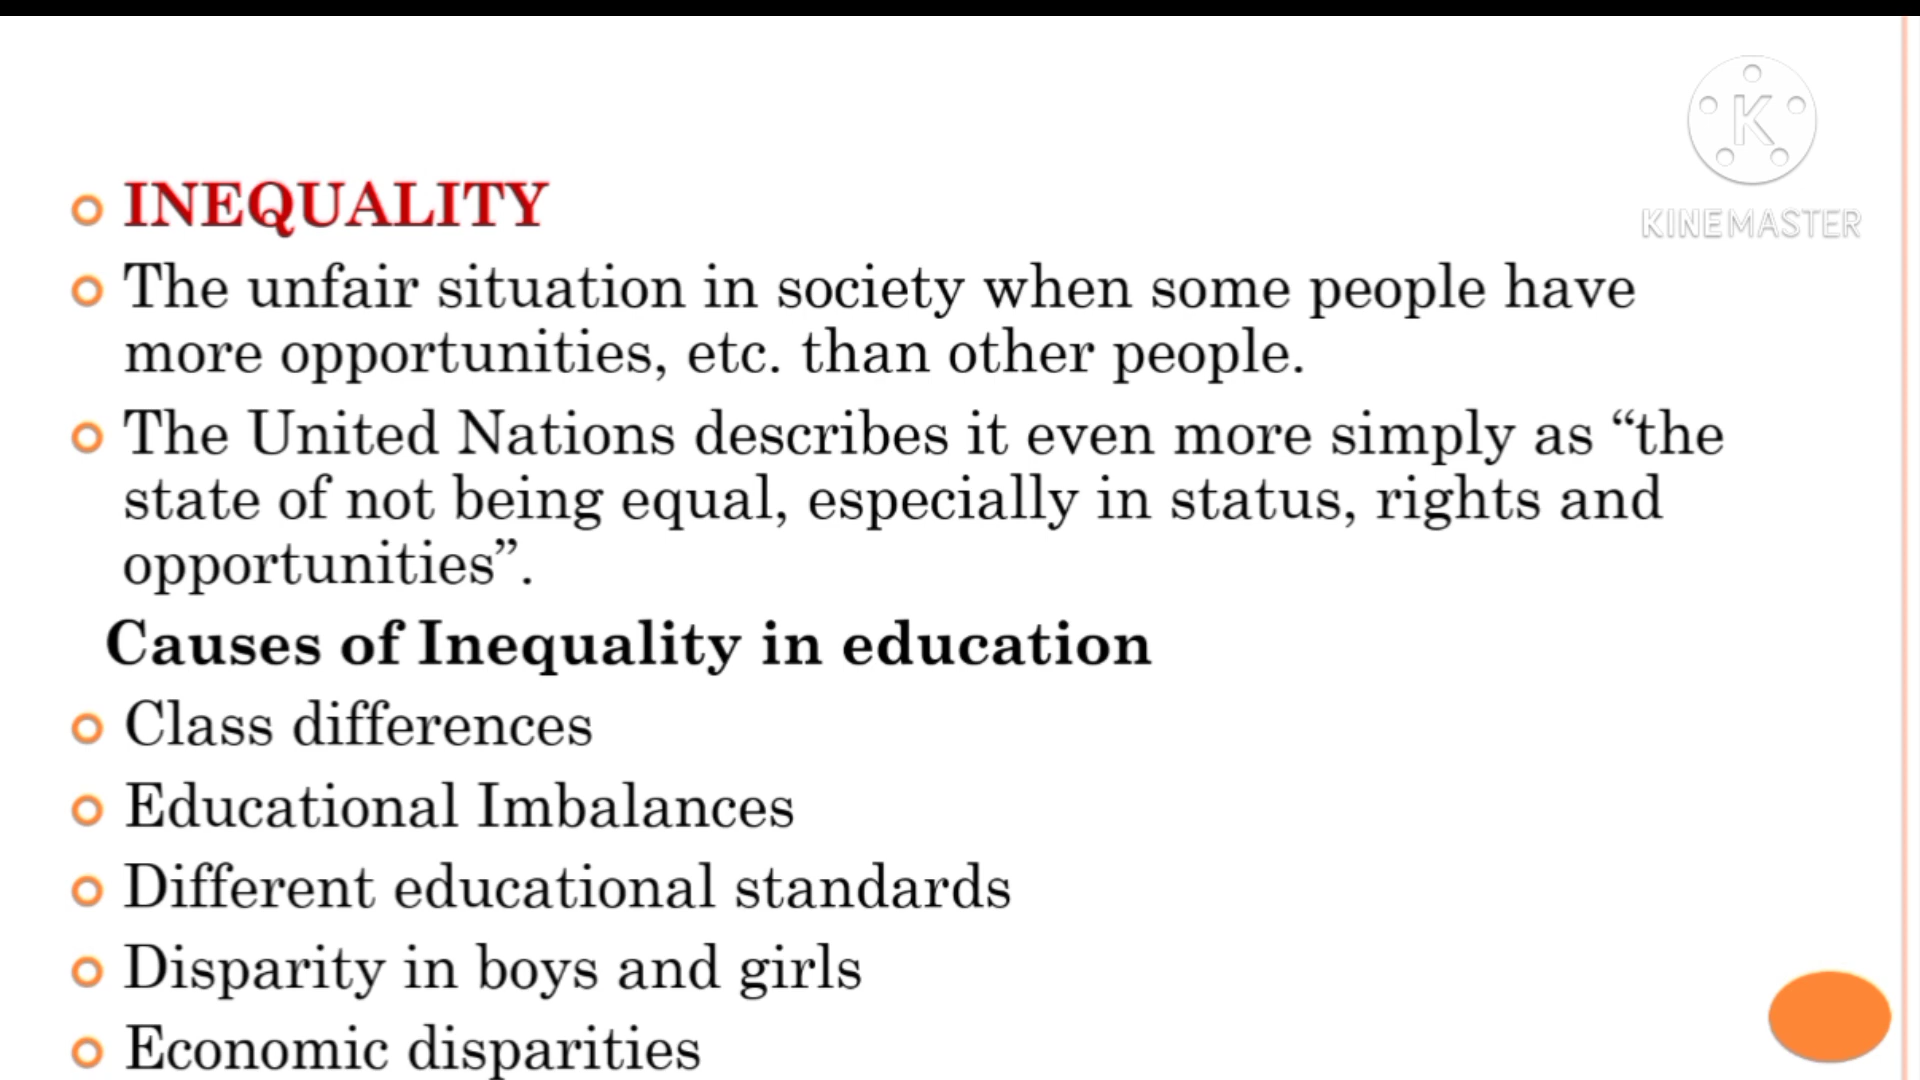 K
KINEMASTER
INEQUALITY
The unfair situation in society when some people have
more opportunities, etc. than other people.
The United Nations describes it even more simply as “the
state of not being equal, especially in status, rights and
opportunities”.
Causes of Inequality in education
Class differences
Educational Imbalances
Different educational standards
Disparity in boys and girls
Economic disparities